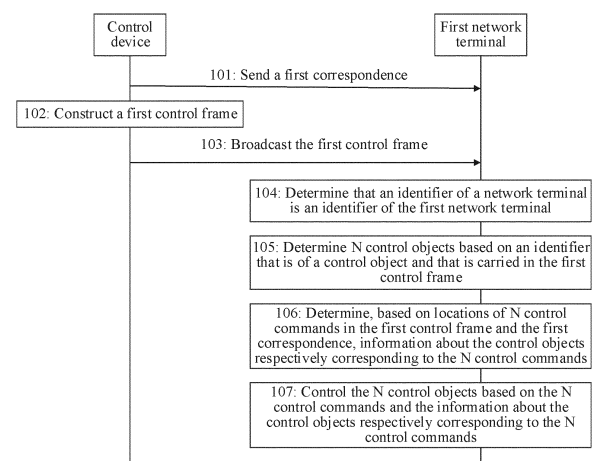 Control
device
First network
terminal
101: Send a first correspondence
102: Construct a first control frame
103: Broadcast the first control frame
104: Determine that an identifier of a network terminal
is an identifier of the first network terminal
105: Determine N control objects based on an identifier
that is of a control object and that is carried in the first
control frame
106: Determine, based on locations of N control
commands in the first control frame and the first
correspondence, information about the control objects
respectively corresponding to the N control commands
107: Control the N control objects based on the N
control commands and the information about the
control objects respectively corresponding to the N
control commands